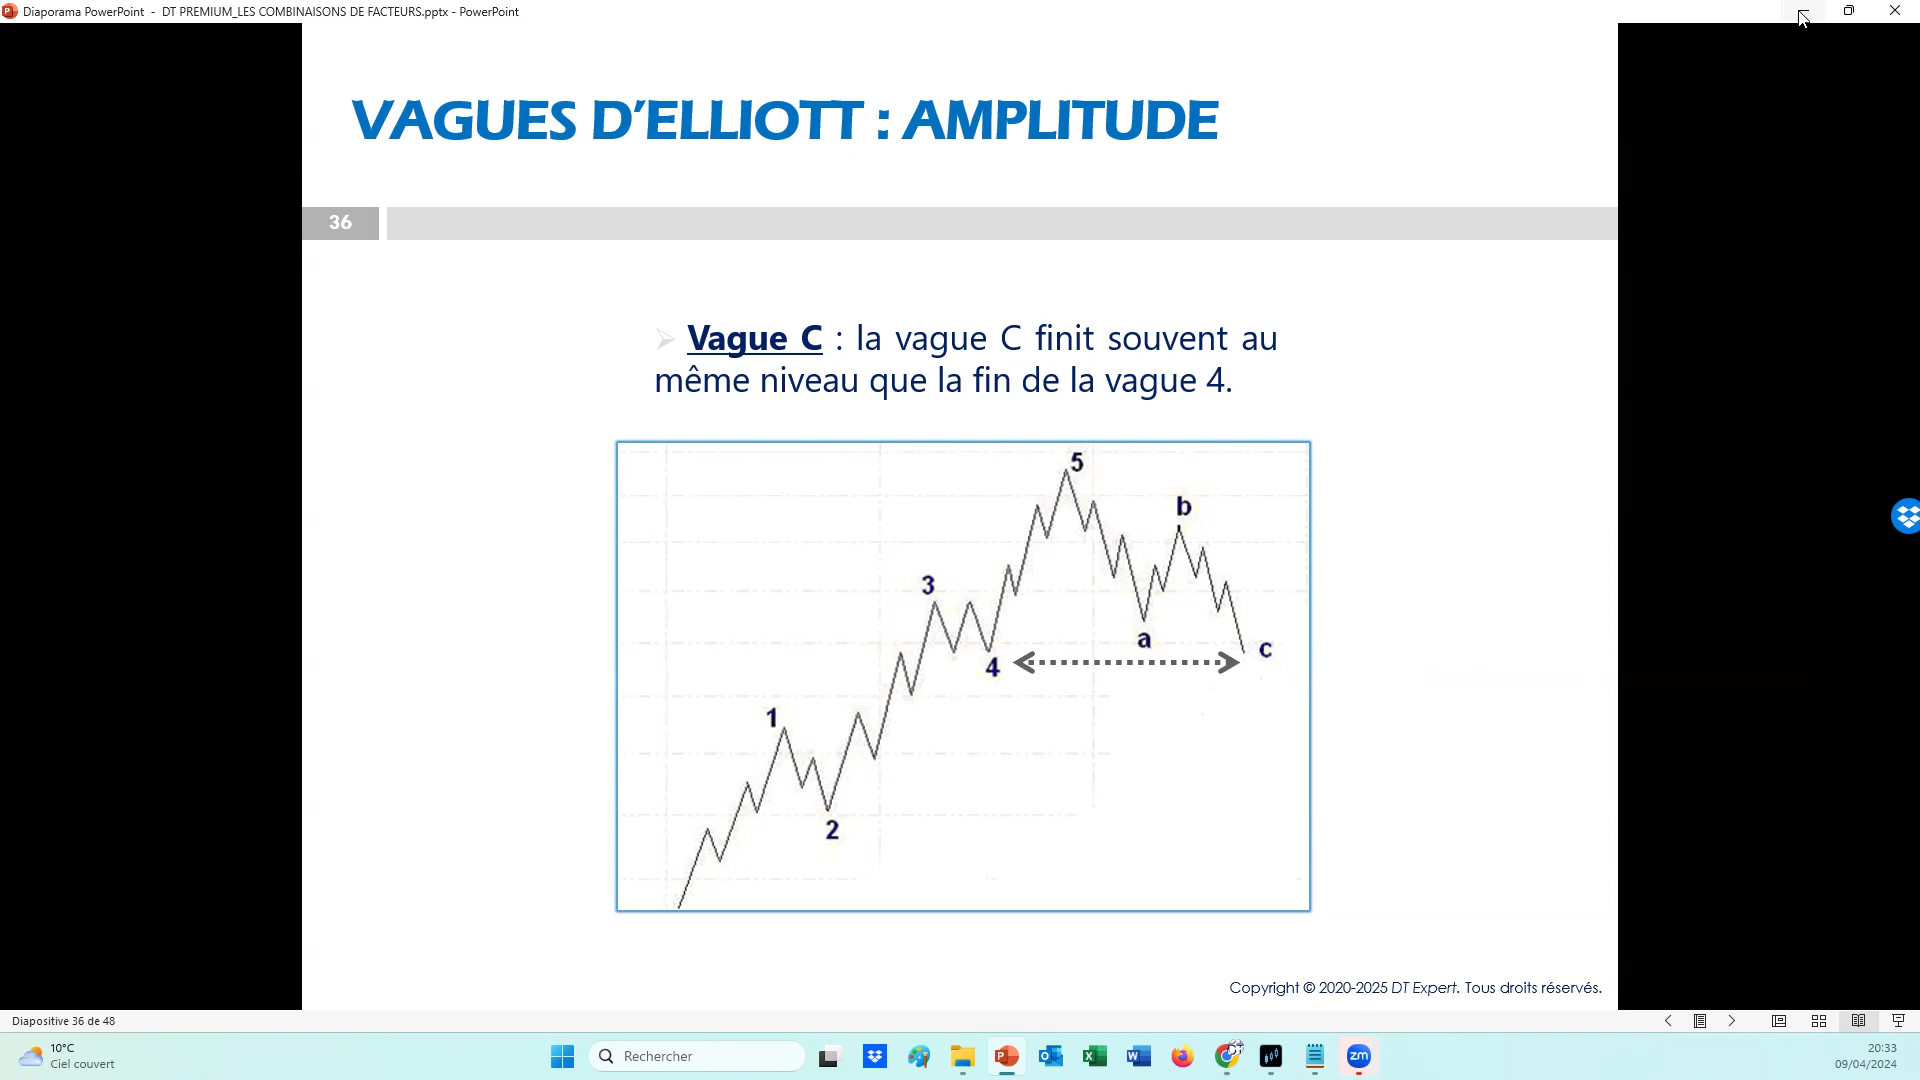 Diaporama PowerPoint - DT PREMIUM_LES COMBINAISONS DE FACTEURS.pptx - PowerPoint
VAGUES D'ELLIOTT : AMPLITUDE
36
Vague C : la vague C finit souvent au
même niveau que la fin de la vague 4.
5
b
3
a
c
4
1
2
Copyright © 2020-2025 DT Expert. Tous droits réservés.
Diapositive 36 de 48
10°C
Ciel couvert
Rechercher
zm
20:33
09/04/2024